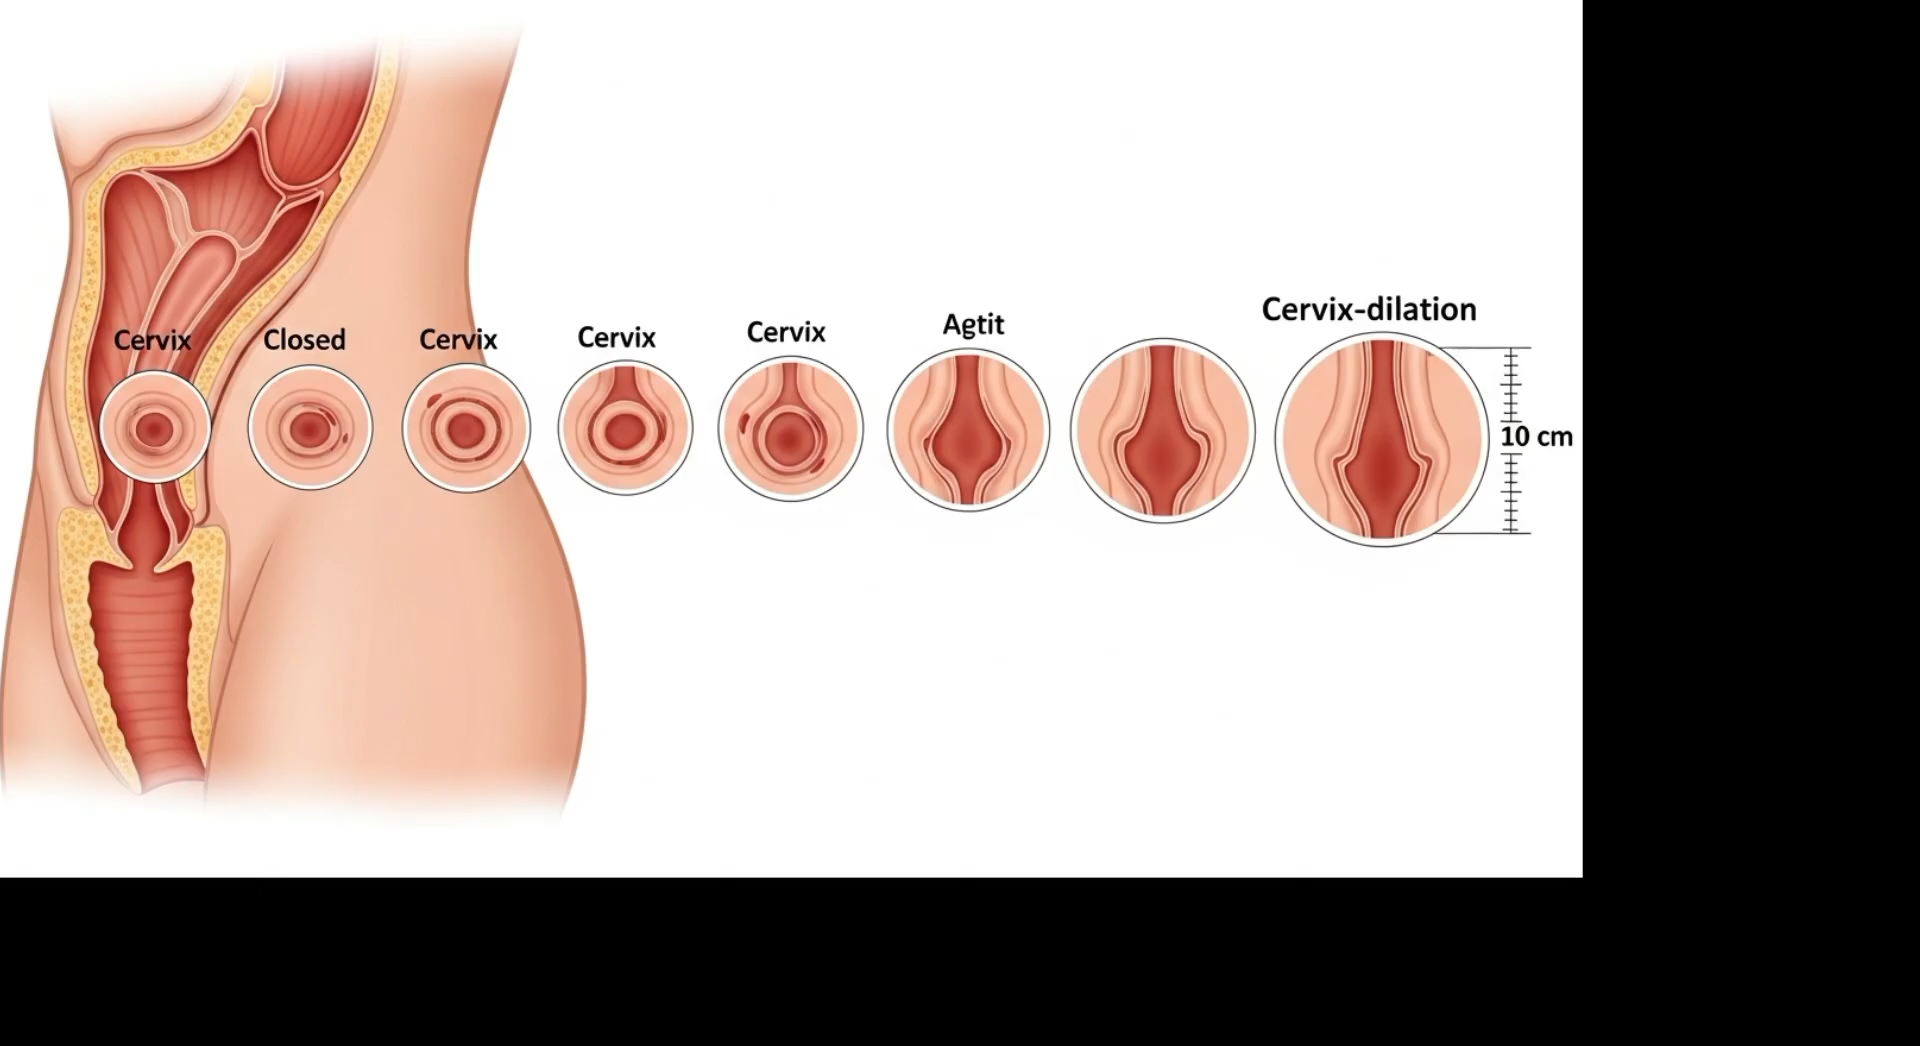 Cervix
Closed
Cervix
Cervix
Cervix
Agtit
Cervix-dilation
10 cm